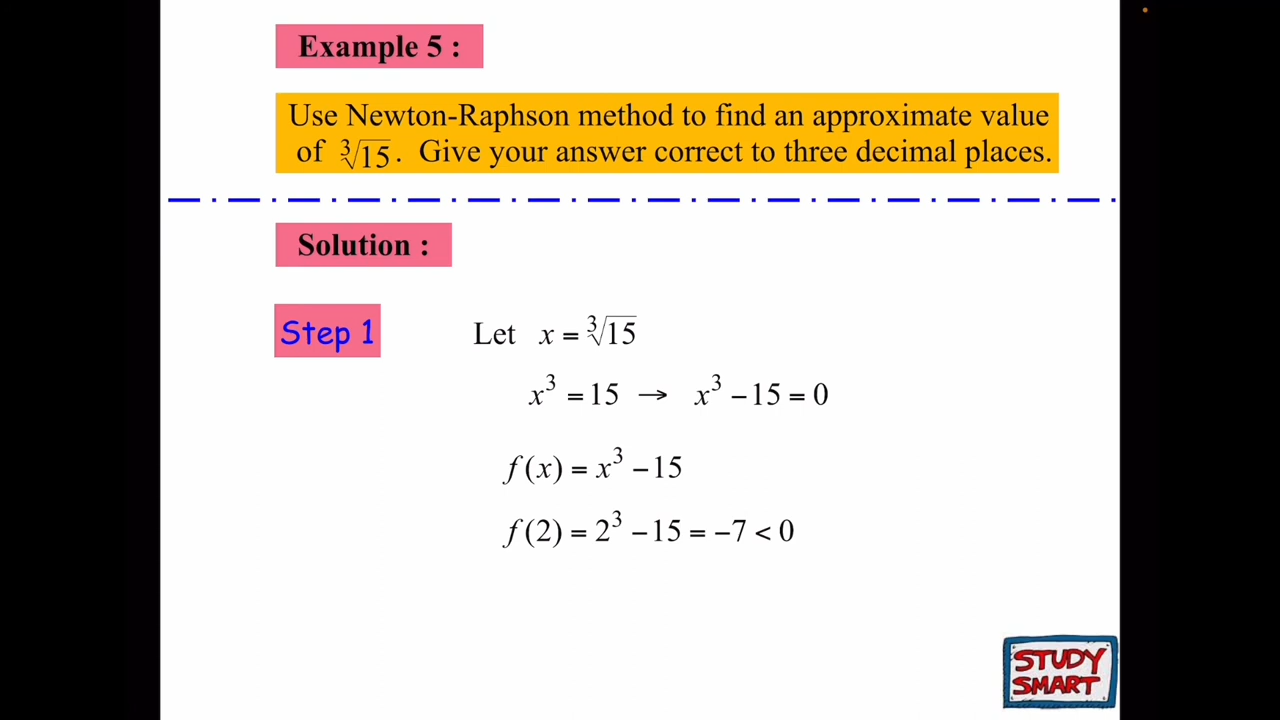 Example 5 :
Use Newton-Raphson method to find an approximate value
of ∛15. Give your answer correct to three decimal places.
Solution :
Step 1
Let x = ∛15
x³ = 15 → x³ − 15 = 0
f(x) = x³ − 15
f(2) = 2³ − 15 = −7 < 0
STUDY
SMART